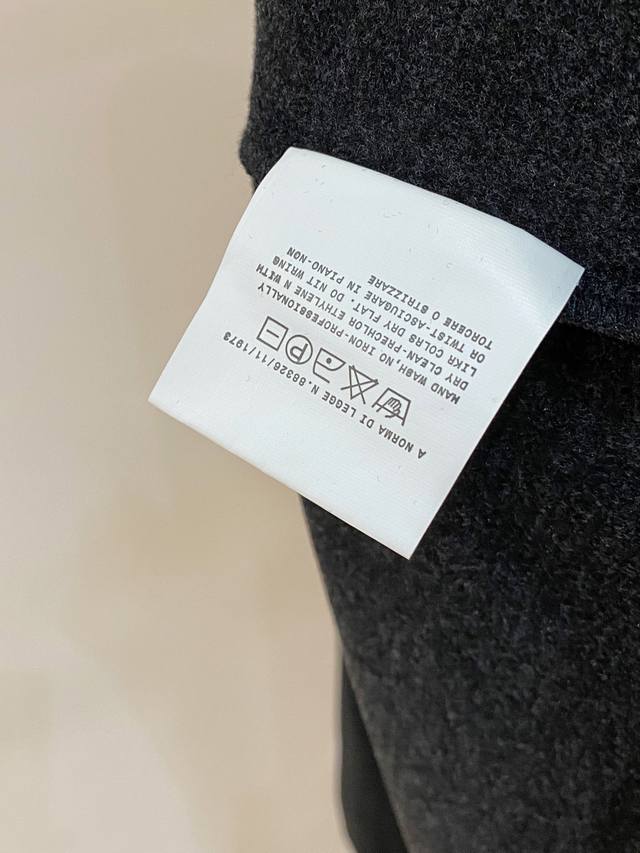 A NORMA DI LEGGE N.88326/11/1973
P
HAND WASH,NO IRON-PROFESSIONALLY
DRY CLEAN-PRECHLOR ETHYLENE N WITH
LIKR COLRS DRY FLAT. DO NIT WRING
OR TWIST-ASCIUGARE IN PIANO-NON
TORCERE O STRIZZARE